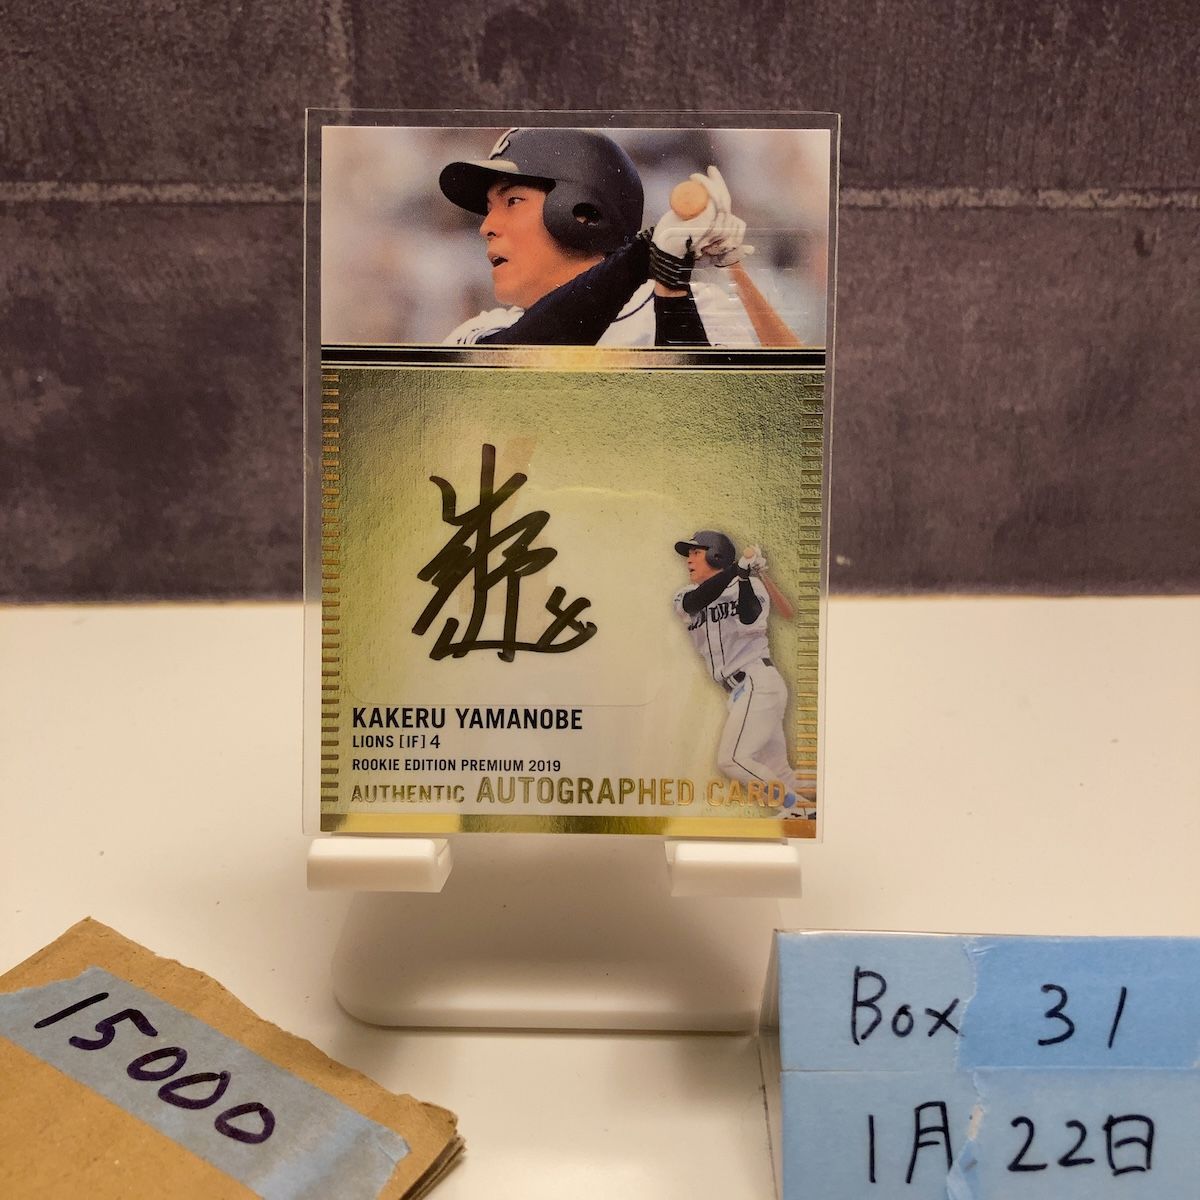 KAKERU YAMANOBE
LIONS [IF] 4
ROOKIE EDITION PREMIUM 2019
AUTHENTIC AUTOGRAPHED CARD
15000
Box 31
1月22日